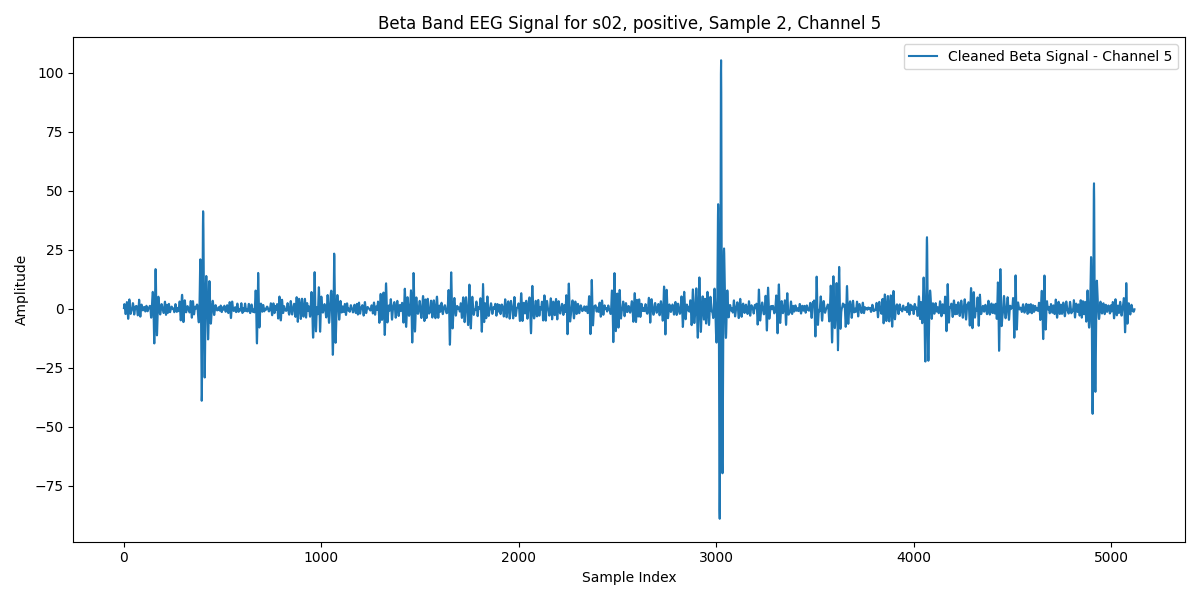 Beta Band EEG Signal for s02, positive, Sample 2, Channel 5
Cleaned Beta Signal - Channel 5
Amplitude
100
75
50
25
0
−25
−50
−75
0 1000 2000 3000 4000 5000
Sample Index